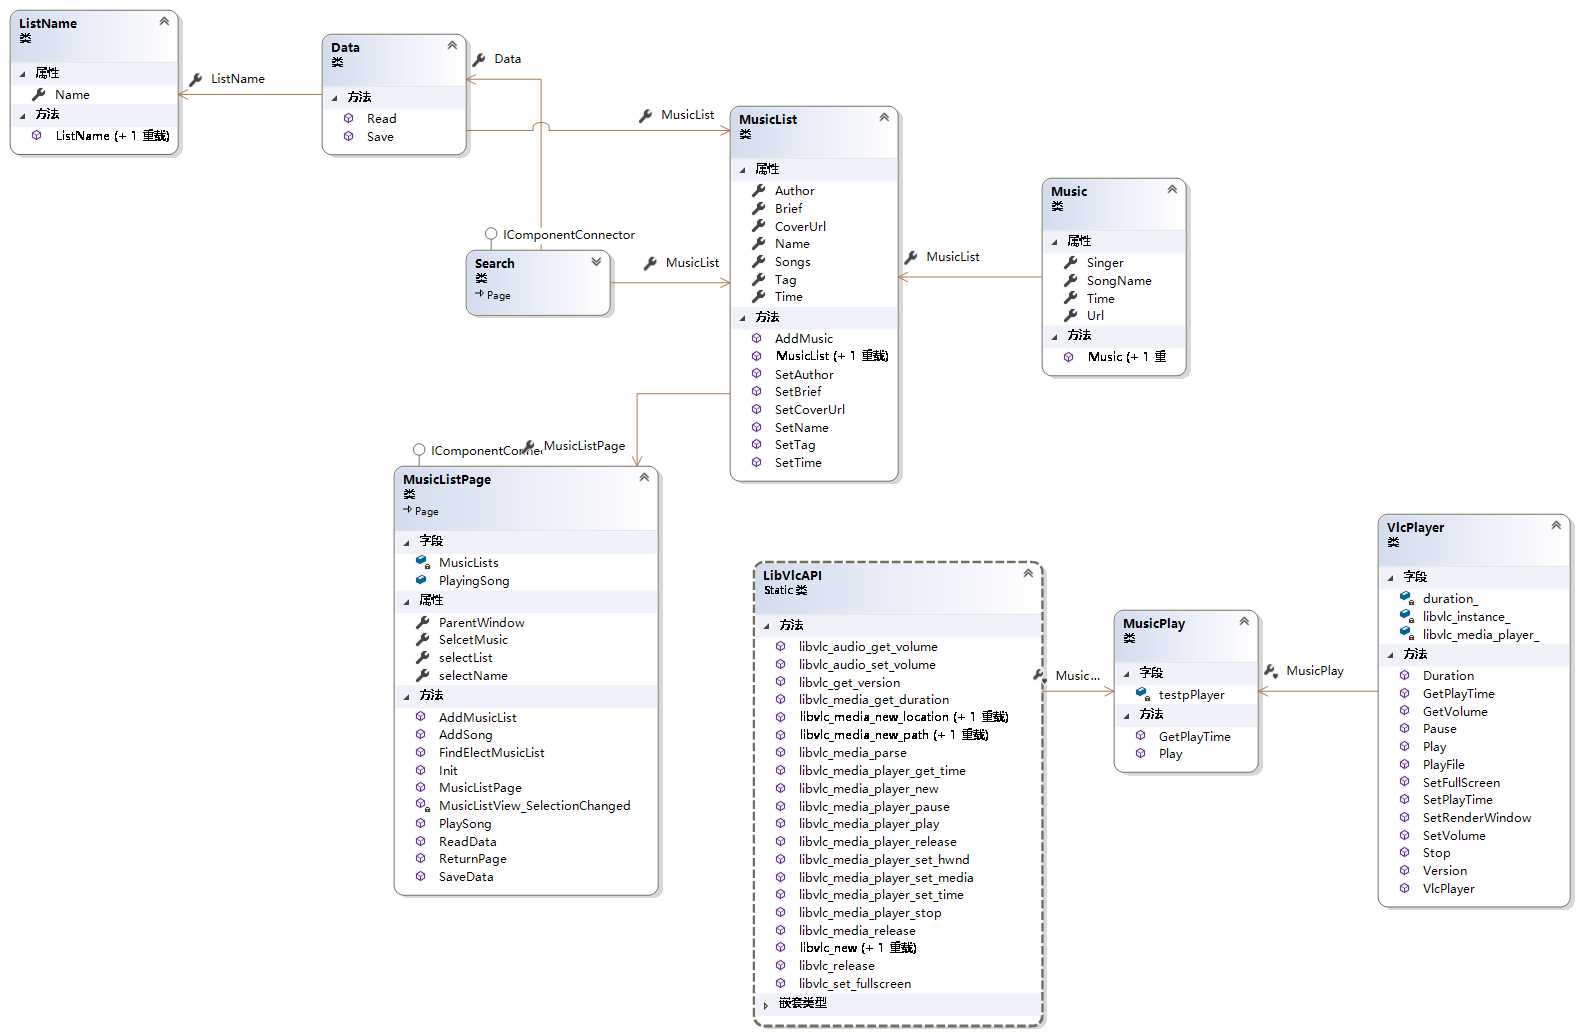 ListName
类
属性
Name
方法
ListName (+ 1 重载)
ListName
Data
类
方法
Read
Save
Data
MusicList
IComponentConnector
Search
类
Page
MusicList
MusicList
类
属性
Author
Brief
CoverUrl
Name
Songs
Tag
Time
方法
AddMusic
MusicList (+ 1 重载)
SetAuthor
SetBrief
SetCoverUrl
SetName
SetTag
SetTime
MusicList
Music
类
属性
Singer
SongName
Time
Url
方法
Music (+ 1 重
IComponentConnec
MusicListPage
MusicListPage
类
Page
字段
MusicLists
PlayingSong
属性
ParentWindow
SelcetMusic
selectList
selectName
方法
AddMusicList
AddSong
FindElectMusicList
Init
MusicListPage
MusicListView_SelectionChanged
PlaySong
ReadData
ReturnPage
SaveData
LibVlcAPI
Static 类
方法
libvlc_audio_get_volume
libvlc_audio_set_volume
libvlc_get_version
libvlc_media_get_duration
libvlc_media_new_location (+ 1 重载)
libvlc_media_new_path (+ 1 重载)
libvlc_media_parse
libvlc_media_player_get_time
libvlc_media_player_new
libvlc_media_player_pause
libvlc_media_player_play
libvlc_media_player_release
libvlc_media_player_set_hwnd
libvlc_media_player_set_media
libvlc_media_player_set_time
libvlc_media_player_stop
libvlc_media_release
libvlc_new (+ 1 重载)
libvlc_release
libvlc_set_fullscreen
嵌套类型
Music...
MusicPlay
类
字段
testpPlayer
方法
GetPlayTime
Play
MusicPlay
VlcPlayer
类
字段
duration_
libvlc_instance_
libvlc_media_player_
方法
Duration
GetPlayTime
GetVolume
Pause
Play
PlayFile
SetFullScreen
SetPlayTime
SetRenderWindow
SetVolume
Stop
Version
VlcPlayer